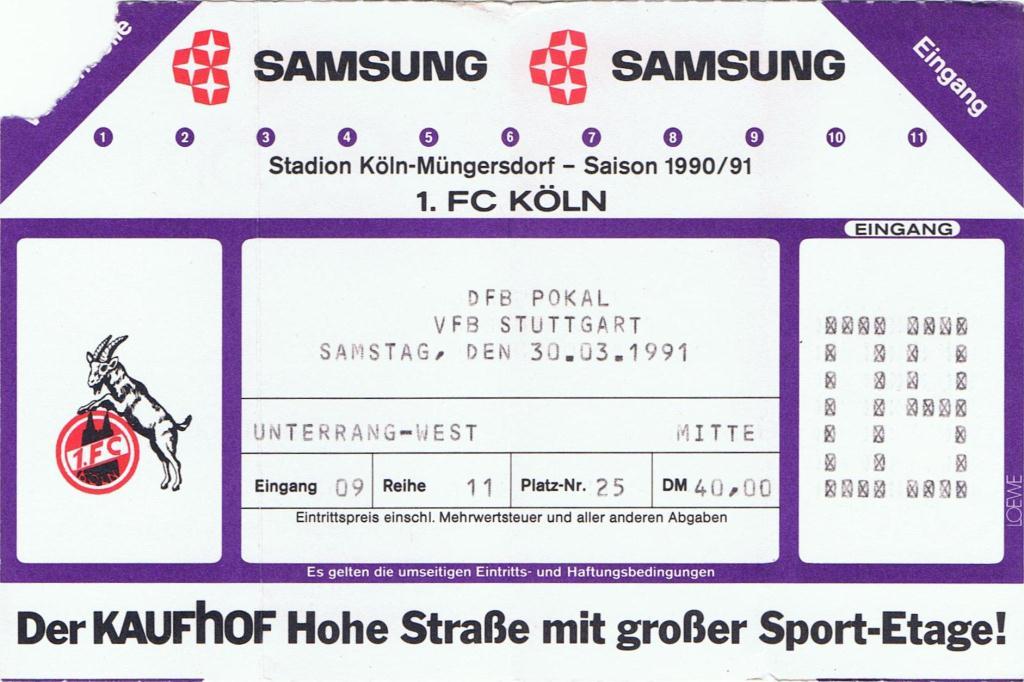 SAMSUNG SAMSUNG
Eingang
1 2 3 4 5 6 7 8 9 10 11
Stadion Köln-Müngersdorf – Saison 1990/91
1. FC KÖLN
EINGANG
DFB POKAL
VFB STUTTGART
SAMSTAG, DEN 30.03.1991
09
1.FC
KÖLN
UNTERRANG-WEST MITTE
Eingang 09 Reihe 11 Platz-Nr. 25 DM 40,00
Eintrittspreis einschl. Mehrwertsteuer und aller anderen Abgaben
LOEWE
Es gelten die umseitigen Eintritts- und Haftungsbedingungen
Der KAUFhOF Hohe Straße mit großer Sport-Etage!